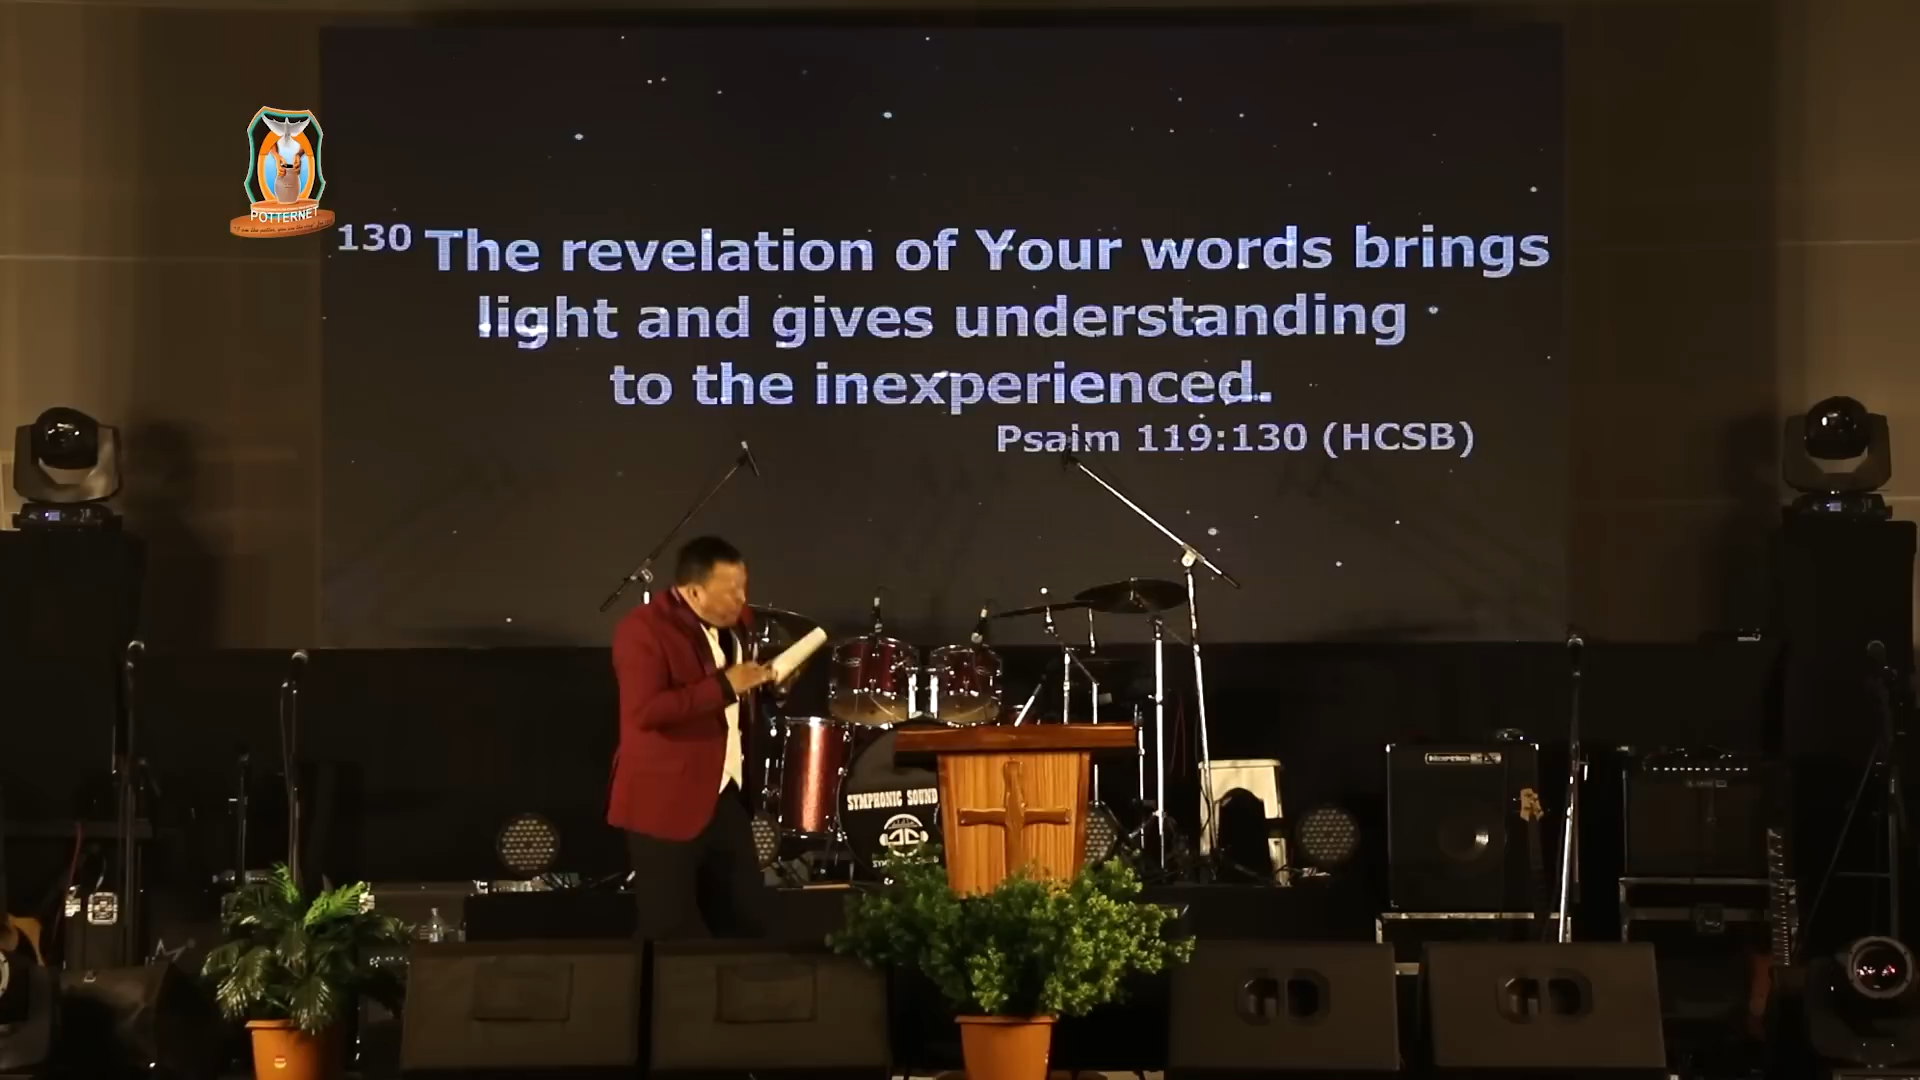 POTTERNET
130 The revelation of Your words brings
light and gives understanding
to the inexperienced.
Psalm 119:130 (HCSB)
SYMPHONIC SOUND